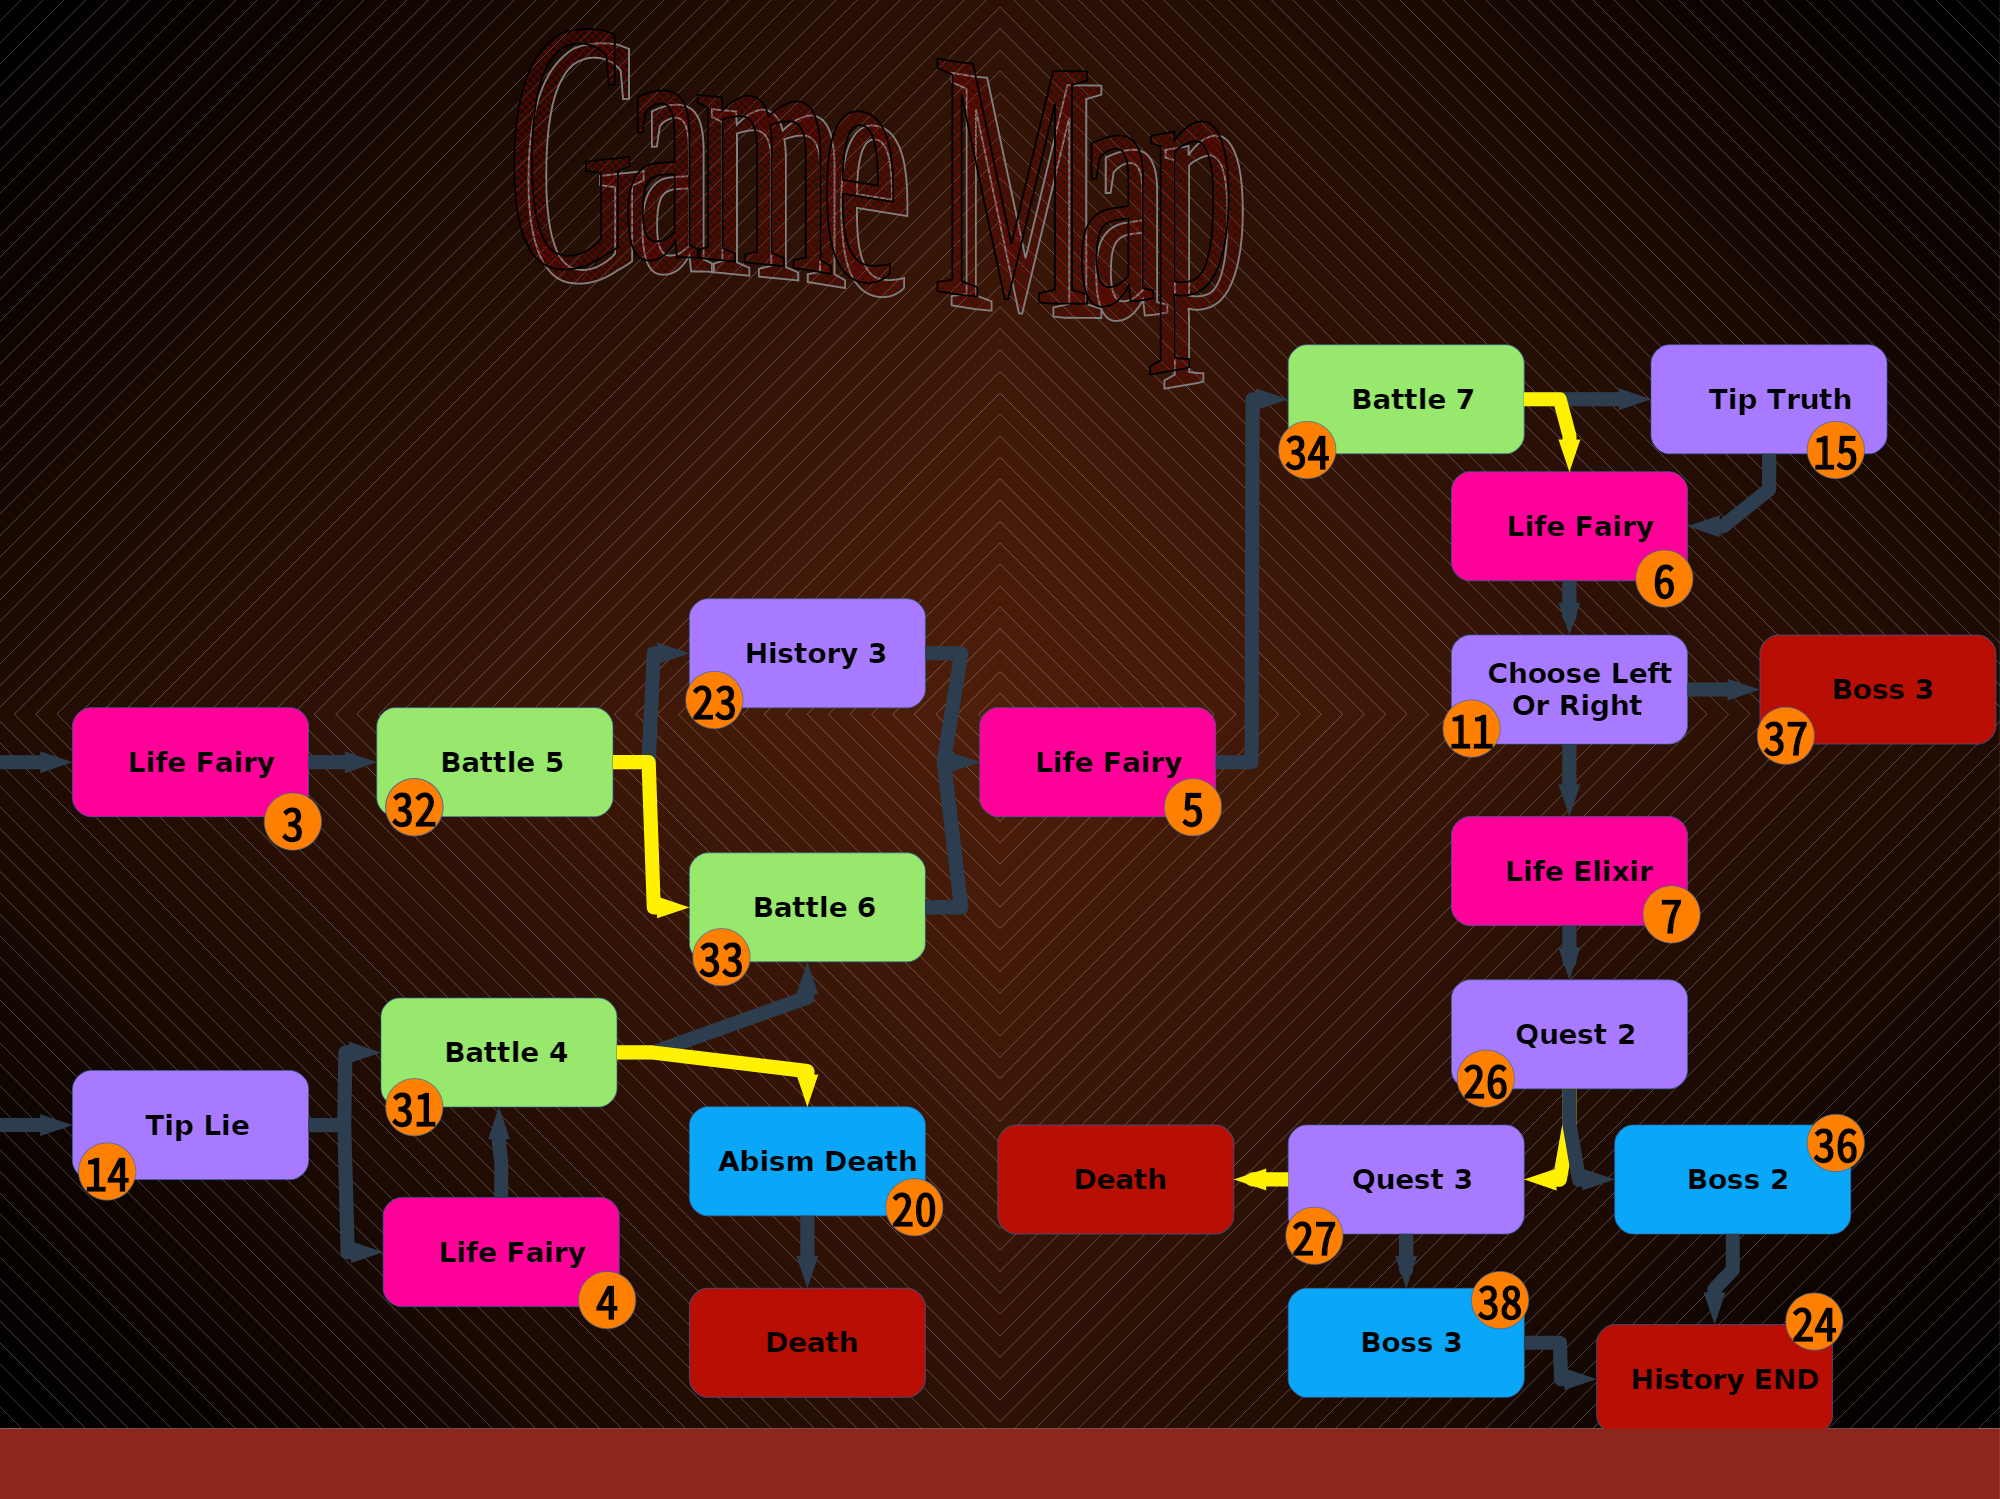 Game Map
Battle 7
34
Tip Truth
15
Life Fairy
6
History 3
23
Choose Left
Or Right
11
Boss 3
37
Life Fairy
3
Battle 5
32
Life Fairy
5
Battle 6
33
Life Elixir
7
Battle 4
31
Quest 2
26
Tip Lie
14
Abism Death
20
Death
Quest 3
27
Boss 2
36
Life Fairy
4
Death
Boss 3
38
History END
24